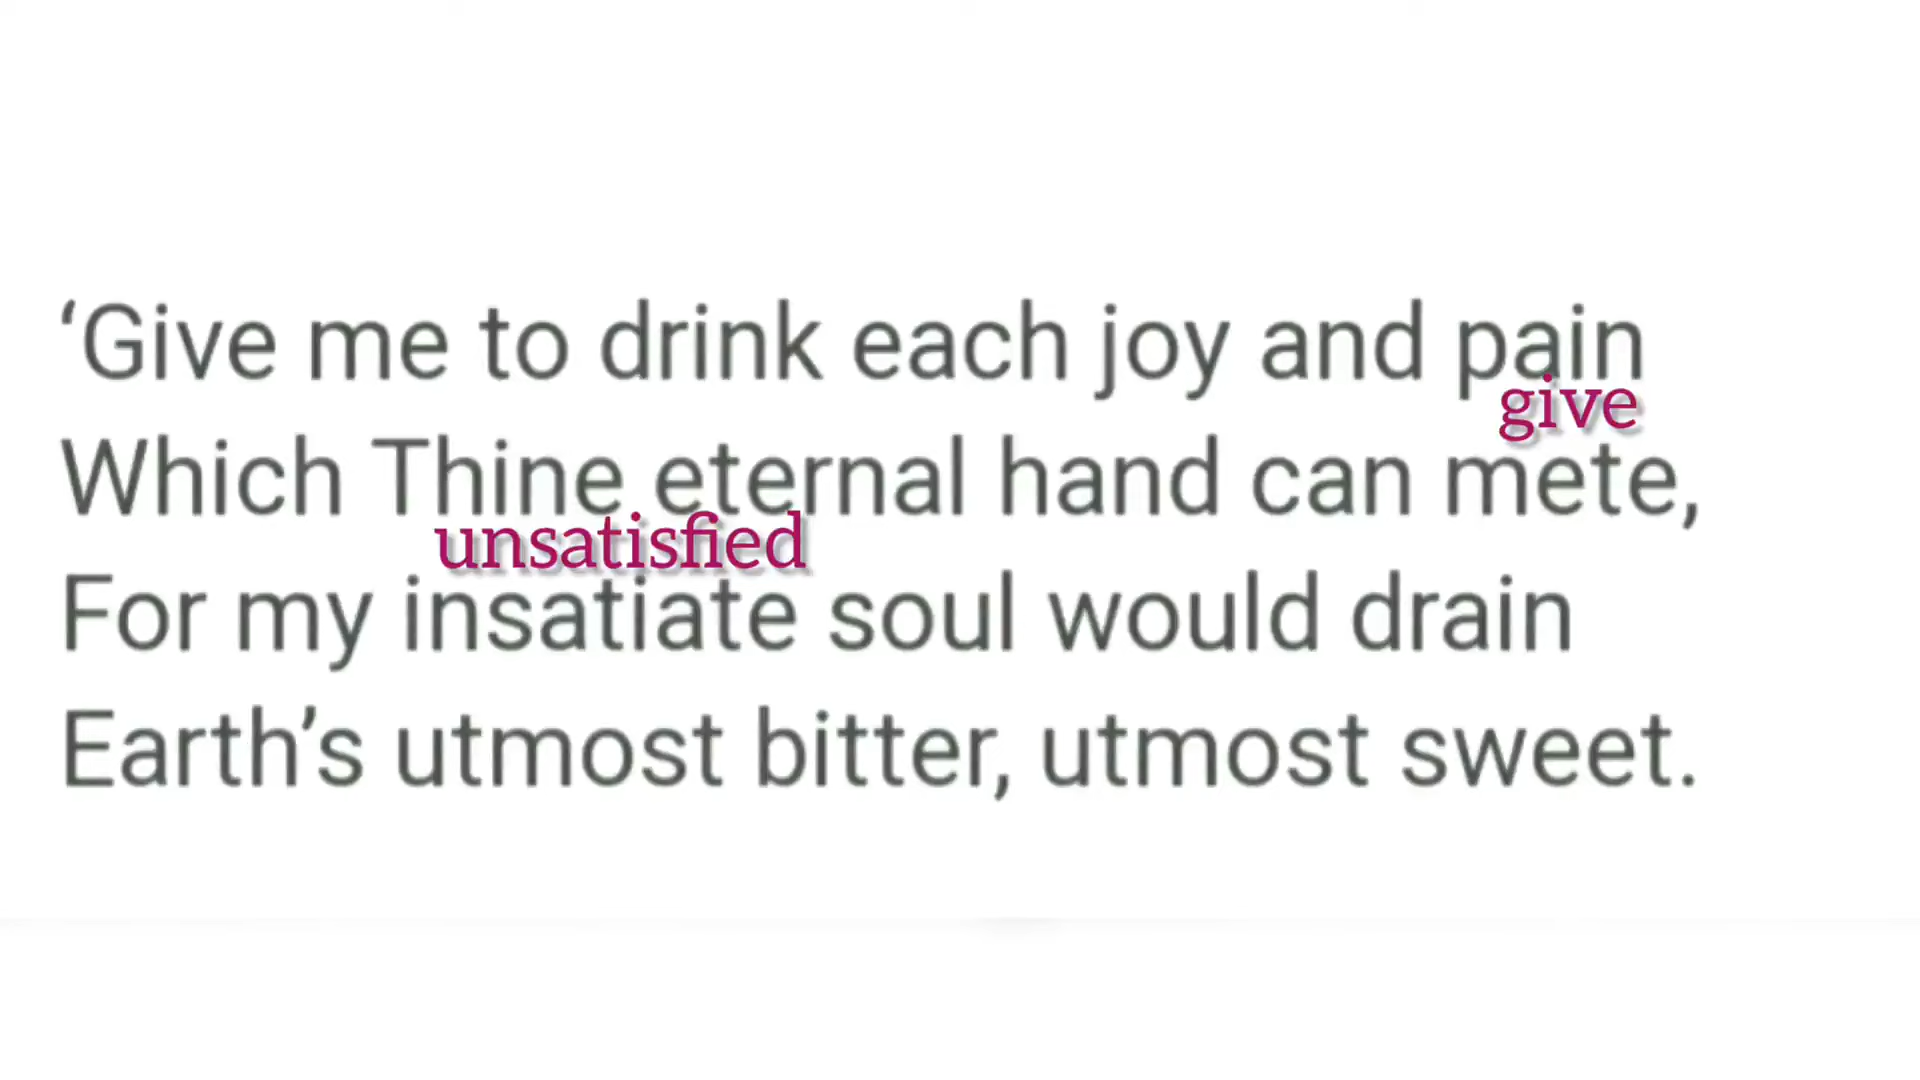 ‘Give me to drink each joy and pain
give
Which Thine eternal hand can mete,
unsatisfied
For my insatiate soul would drain
Earth’s utmost bitter, utmost sweet.